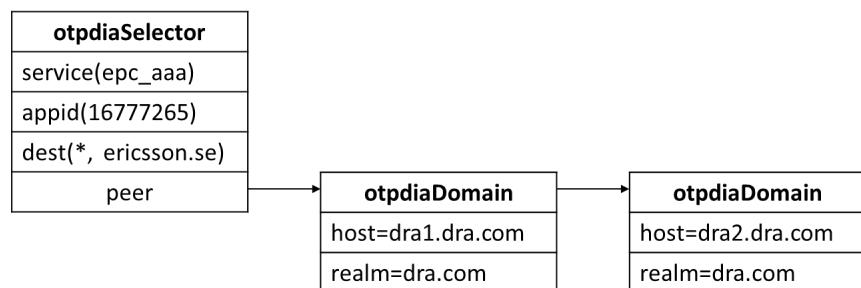 otpdiaSelector
service(epc_aaa)
appid(16777265)
dest(*, ericsson.se)
peer
otpdiaDomain
host=dra1.dra.com
realm=dra.com
otpdiaDomain
host=dra2.dra.com
realm=dra.com